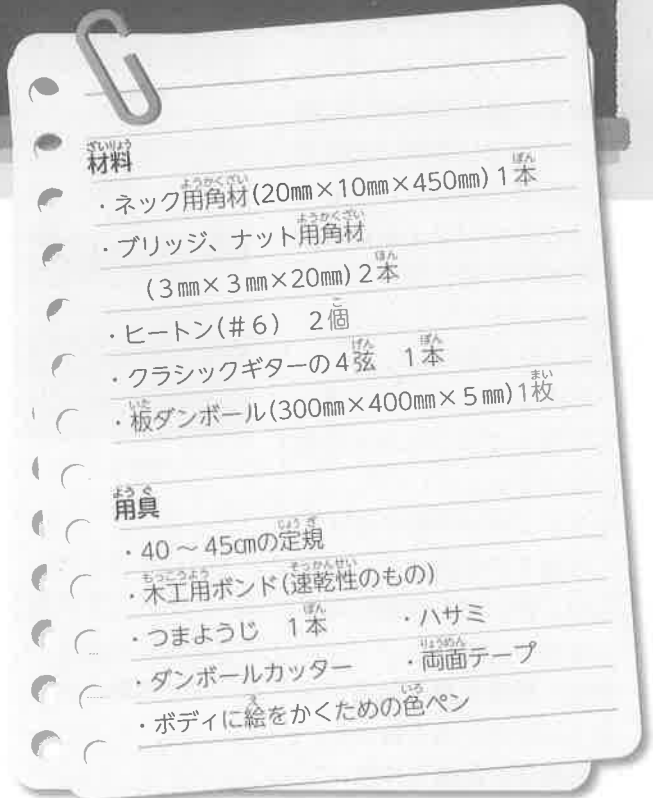 材料
・ネック用角材(20㎜×10㎜×450㎜)1本
・ブリッジ、ナット用角材
(3㎜×3㎜×20㎜)2本
・ヒートン(#6) 2個
・クラシックギターの4弦 1本
・板ダンボール(300㎜×400㎜×5㎜)1枚
用具
・40~45㎝の定規
・木工用ボンド(速乾性のもの)
・つまようじ 1本 ・ハサミ
・ダンボールカッター ・両面テープ
・ボディに絵をかくための色ペン